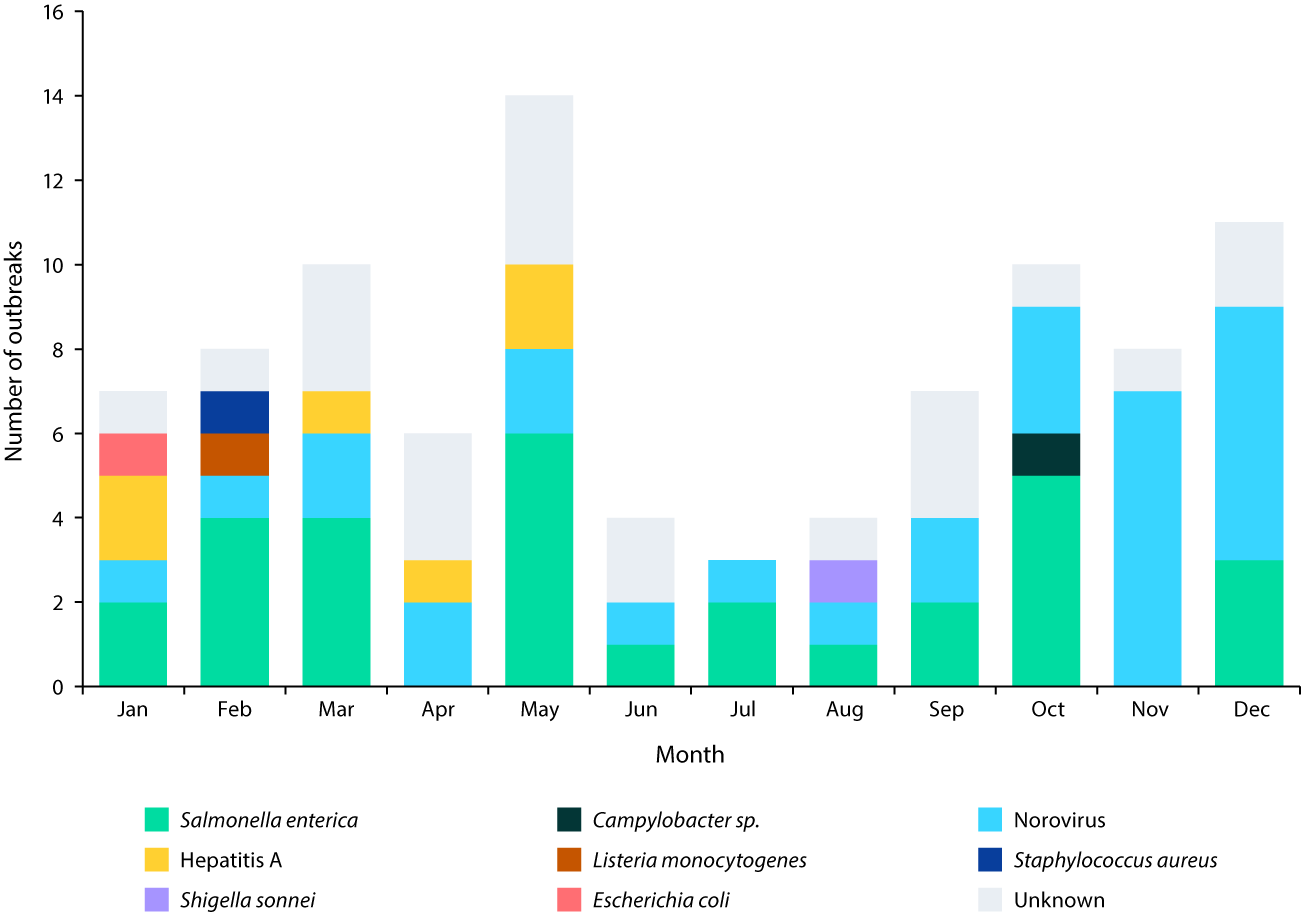 16
14
12
10
8
6
4
2
0
Number of outbreaks
Jan Feb Mar Apr May Jun Jul Aug Sep Oct Nov Dec
Month
Salmonella enterica Campylobacter sp. Norovirus
Hepatitis A Listeria monocytogenes Staphylococcus aureus
Shigella sonnei Escherichia coli Unknown